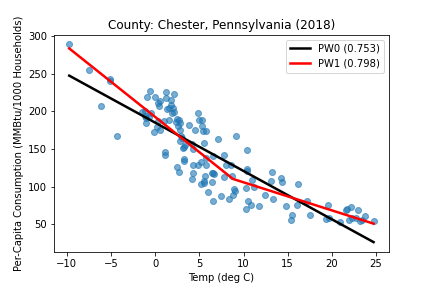 County: Chester, Pennsylvania (2018)
PW0 (0.753)
PW1 (0.798)
Per-Capita Consumption (MMBtu/1000 Households)
300
250
200
150
100
50
−10
−5
0
5
10
15
20
25
Temp (deg C)